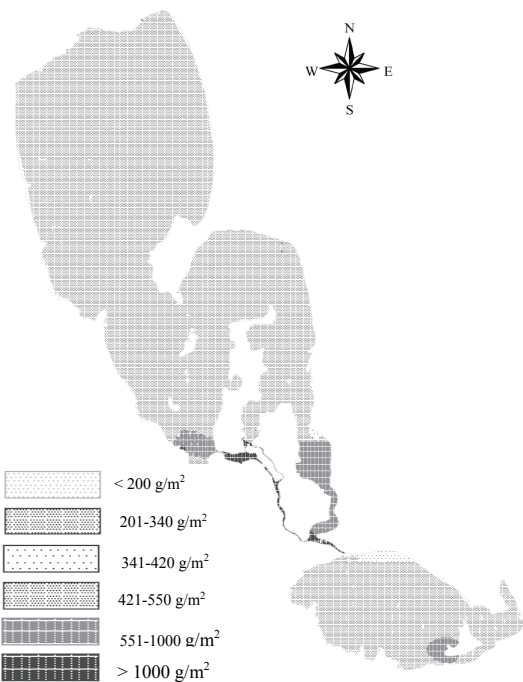 N
W E
S
< 200 g/m²
201-340 g/m²
341-420 g/m²
421-550 g/m²
551-1000 g/m²
> 1000 g/m²